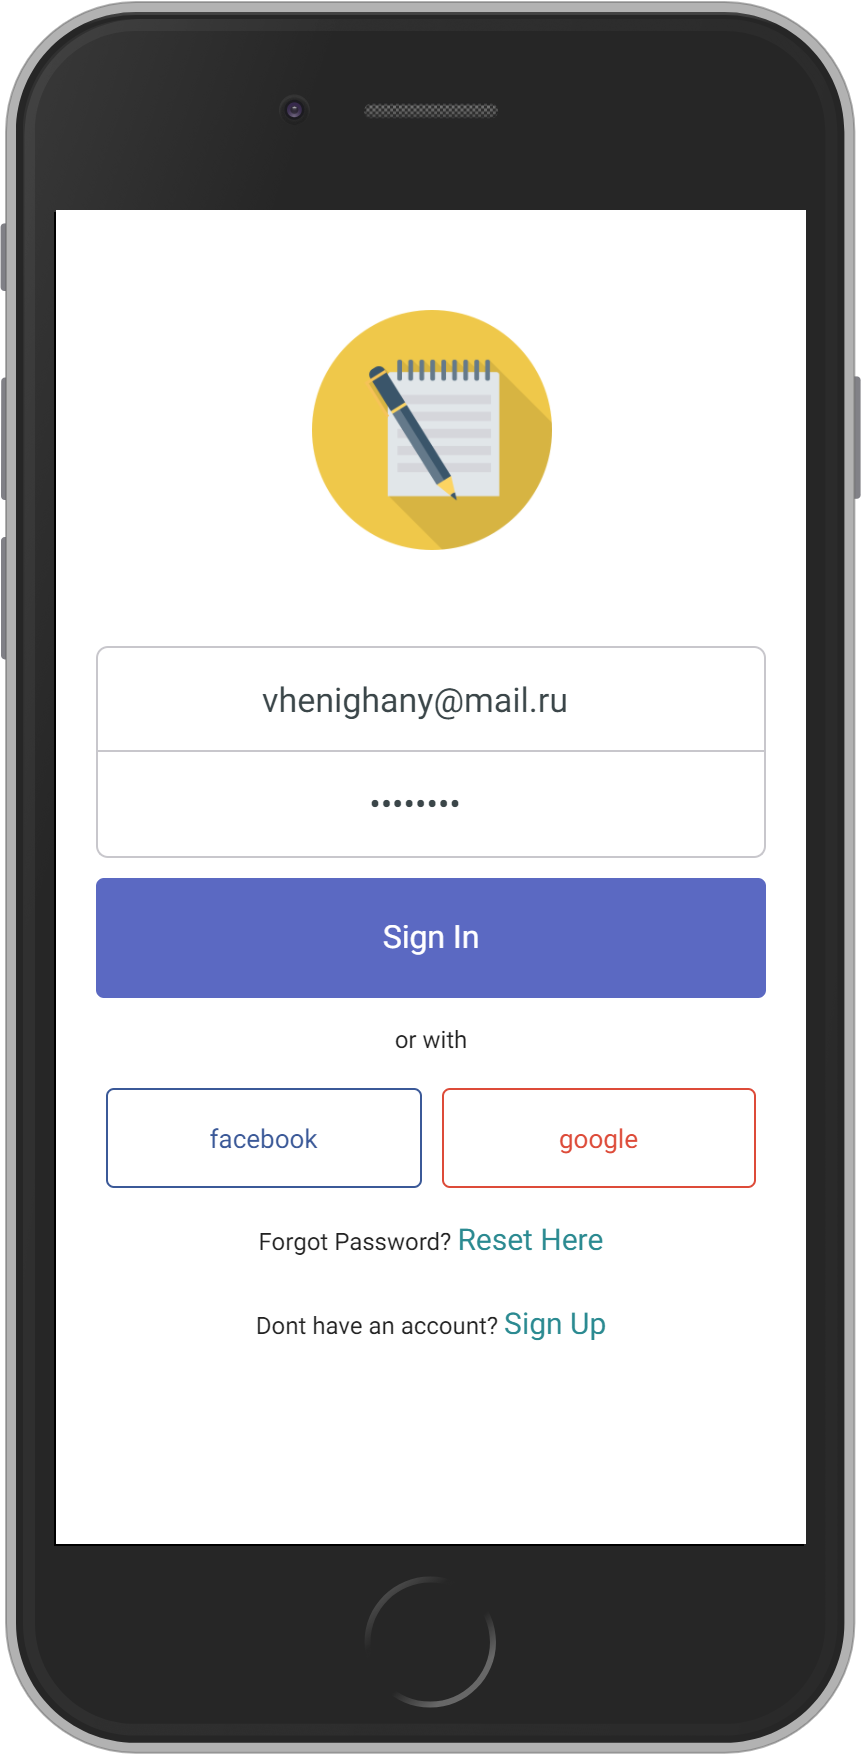 vhenighany@mail.ru
••••••••
Sign In
or with
facebook google
Forgot Password? Reset Here
Dont have an account? Sign Up